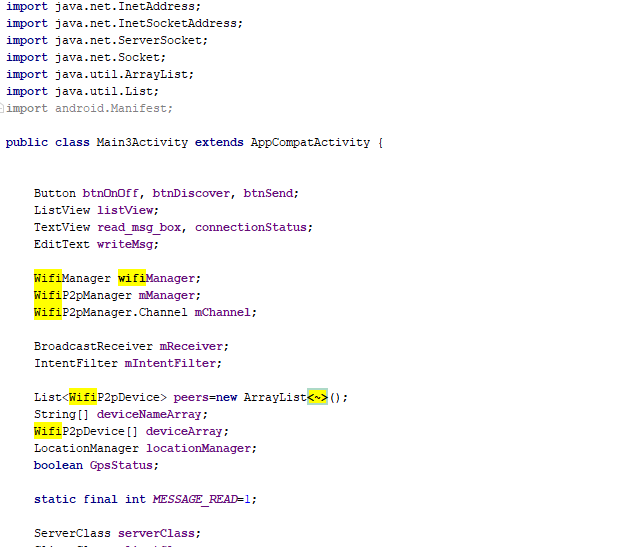 import java.net.InetAddress;
import java.net.InetSocketAddress;
import java.net.ServerSocket;
import java.net.Socket;
import java.util.ArrayList;
import java.util.List;
import android.Manifest;
public class Main3Activity extends AppCompatActivity {
Button btnOnOff, btnDiscover, btnSend;
ListView listView;
TextView read_msg_box, connectionStatus;
EditText writeMsg;
WifiManager wifiManager;
WifiP2pManager mManager;
WifiP2pManager.Channel mChannel;
BroadcastReceiver mReceiver;
IntentFilter mIntentFilter;
List<WifiP2pDevice> peers=new ArrayList<~>();
String[] deviceNameArray;
WifiP2pDevice[] deviceArray;
LocationManager locationManager;
boolean GpsStatus;
static final int MESSAGE_READ=1;
ServerClass serverClass;